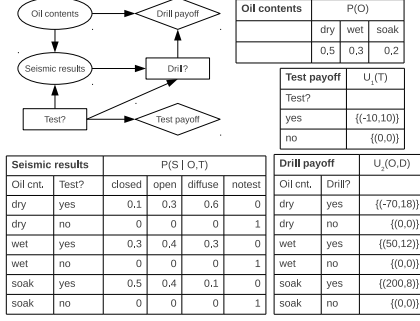 Oil contents
Drill payoff
Seismic results
Drill?
Test?
Test payoff
Oil contents P(O)
dry wet soak
0,5 0,3 0,2
Test payoff U₁(T)
Test?
yes {(-10,10)}
no {(0,0)}
Seismic results P(S | O,T)
Oil cnt. Test? closed open diffuse notest
dry yes 0.1 0.3 0.6 0
dry no 0 0 0 1
wet yes 0.3 0.4 0.3 0
wet no 0 0 0 1
soak yes 0.5 0.4 0.1 0
soak no 0 0 0 1
Drill payoff U₂(O,D)
Oil cnt. Drill?
dry yes {(-70,18)}
dry no {(0,0)}
wet yes {(50,12)}
wet no {(0,0)}
soak yes {(200,8)}
soak no {(0,0)}